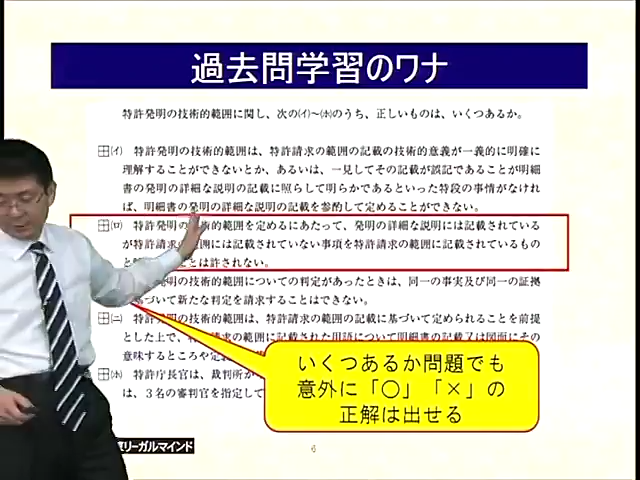 過去問学習のワナ
特許発明の技術的範囲に関し、次の(イ)～(ホ)のうち、正しいものは、いくつあるか。
(イ) 特許発明の技術的範囲は、特許請求の範囲の記載の技術的意義が一義的に明確に
理解することができないとか、あるいは、一見してその記載が誤記であることが明細
書の発明の詳細な説明の記載に照らして明らかであるといった特段の事情がなけれ
ば、明細書の発明の詳細な説明の記載を参酌して定めることができない。
(ロ) 特許発明の技術的範囲を定めるにあたって、発明の詳細な説明には記載されている
が特許請求の範囲には記載されていない事項を特許請求の範囲に記載されているもの
と ことは許されない。
発明の技術的範囲についての判定があったときは、同一の事実及び同一の証拠
基づいて新たな判定を請求することはできない。
(ニ) 特許発明の技術的範囲は、特許請求の範囲の記載に基づいて定められることを前提
とした上で、 請求の範囲に記載された用語について明細書の記載又は図面にその
意味するところや定
(ホ) 特許庁長官は、裁判所か
は、３名の審判官を指定して
いくつあるか問題でも
意外に「○」「×」の
正解は出せる
リーガルマインド